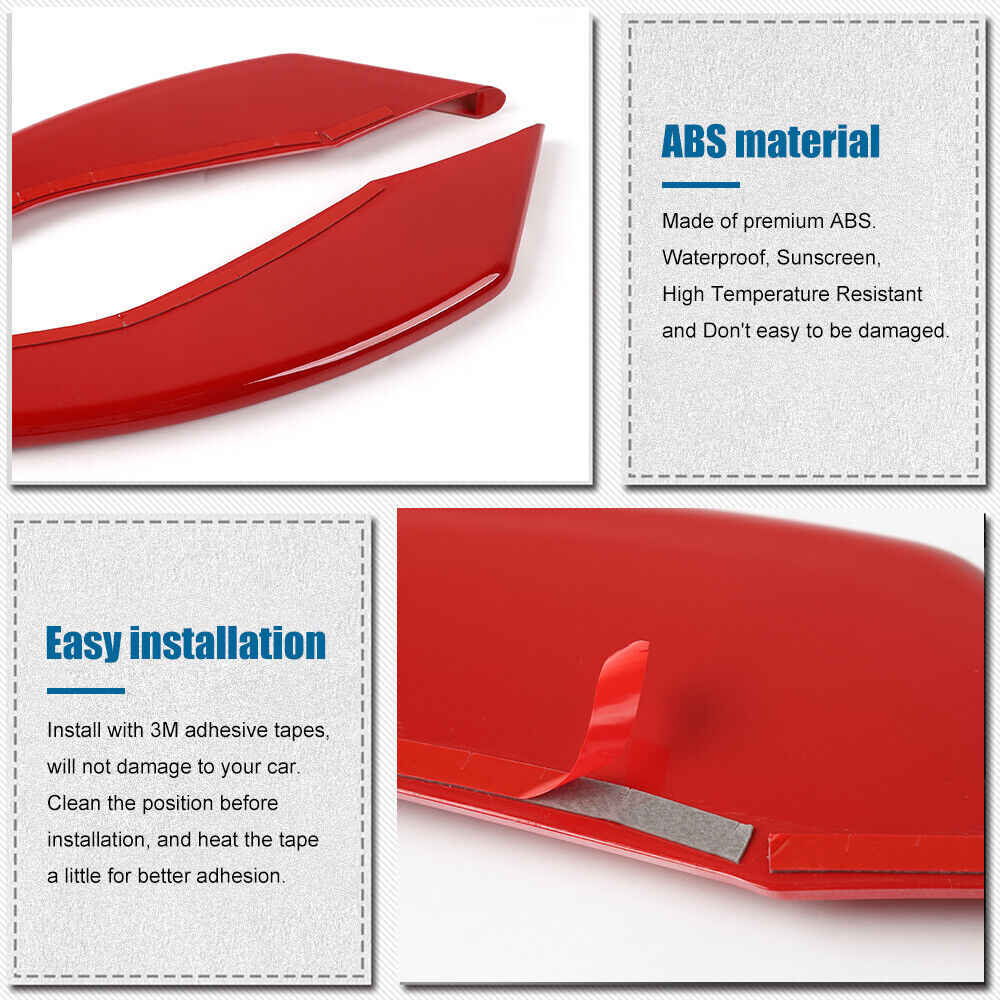 ABS material
Made of premium ABS.
Waterproof, Sunscreen,
High Temperature Resistant
and Don't easy to be damaged.
Easy installation
Install with 3M adhesive tapes,
will not damage to your car.
Clean the position before
installation, and heat the tape
a little for better adhesion.